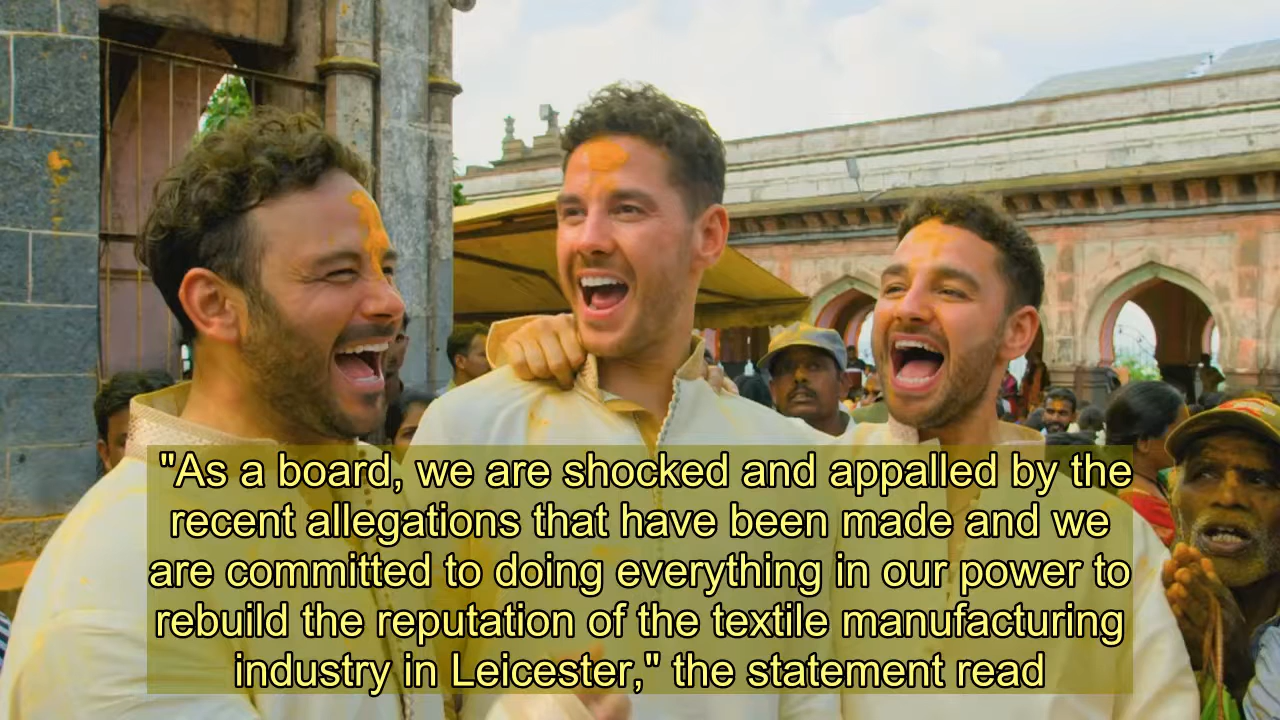 "As a board, we are shocked and appalled by the
recent allegations that have been made and we
are committed to doing everything in our power to
rebuild the reputation of the textile manufacturing
industry in Leicester," the statement read